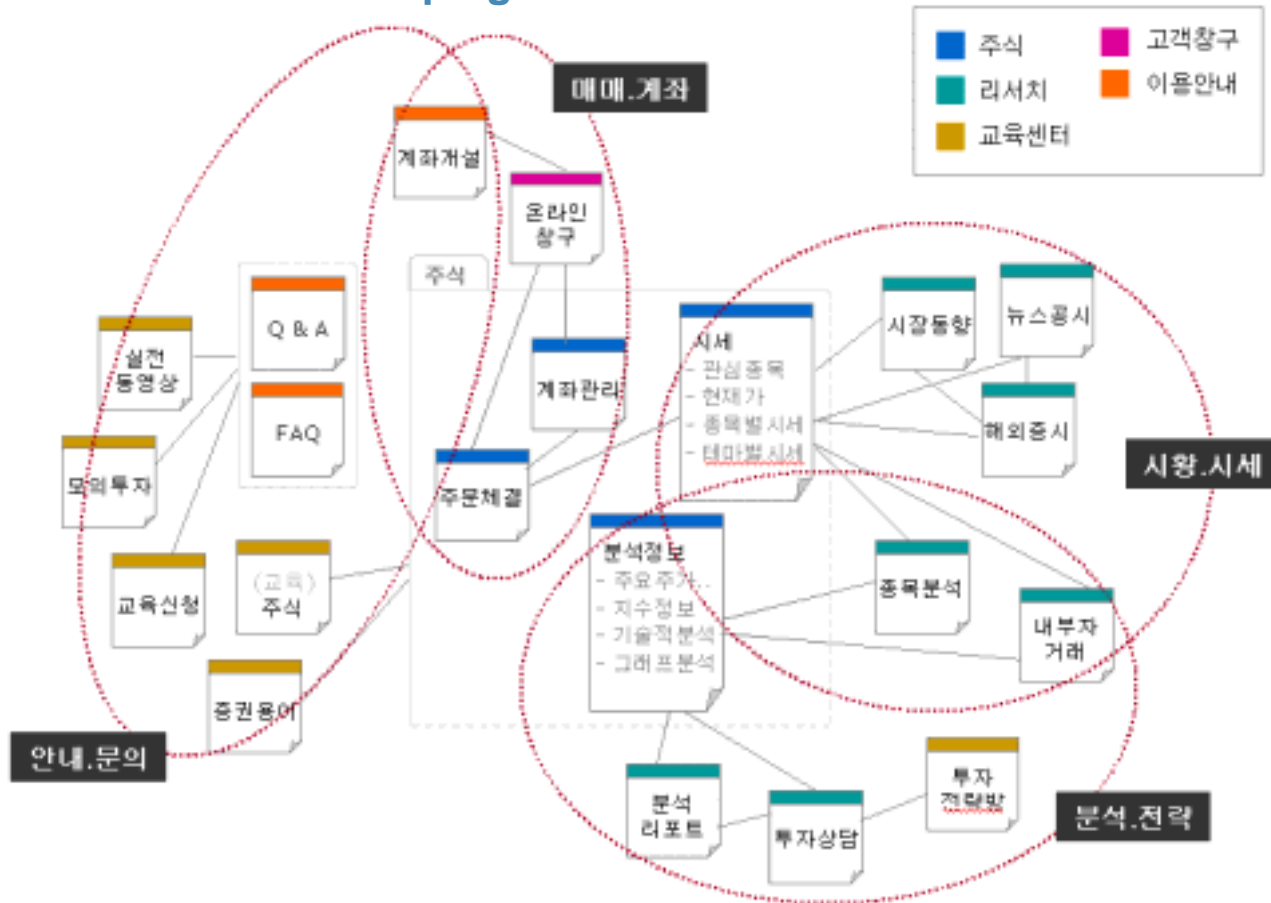 주식
고객창구
리서치
이용안내
교육센터
매매.계좌
계좌개설
온라인
창구
주식
Q & A
FAQ
실전
동영상
모의투자
교육신청
(교육)
주식
증권용어
안내.문의
계좌관리
주문체결
시세
- 관심종목
- 현재가
- 종목별시세
- 테마별시세
시장동향
뉴스공시
해외증시
시황.시세
분석정보
- 주요주가..
- 지수정보
- 기술적분석
- 그래프분석
종목분석
내부자
거래
분석
리포트
투자상담
투자
전략방
분석.전략